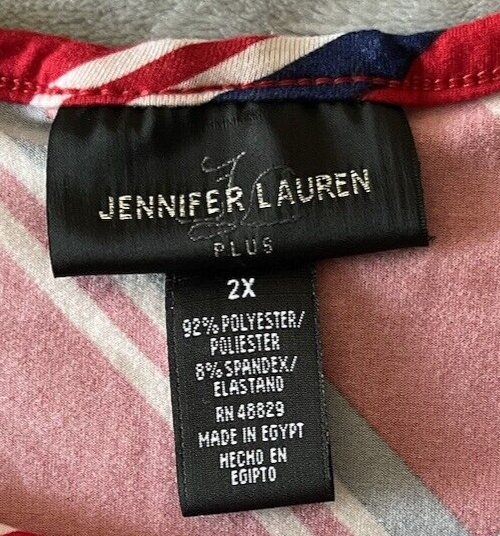 JENNIFER LAUREN
PLUS
2X
92% POLYESTER/
POLIESTER
8% SPANDEX/
ELASTANO
RN 48829
MADE IN EGYPT
HECHO EN
EGIPTO